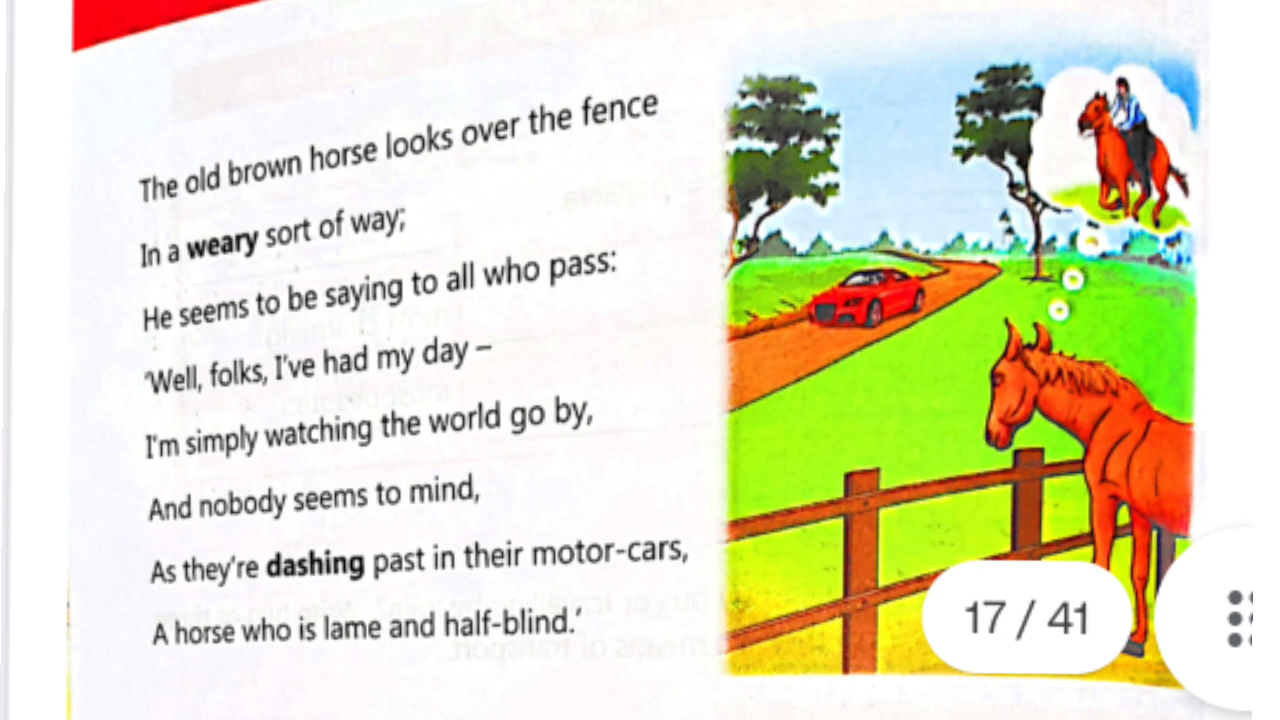 The old brown horse looks over the fence
In a weary sort of way;
He seems to be saying to all who pass:
'Well, folks, I've had my day –
I'm simply watching the world go by,
And nobody seems to mind,
As they're dashing past in their motor-cars,
A horse who is lame and half-blind.'
17 / 41